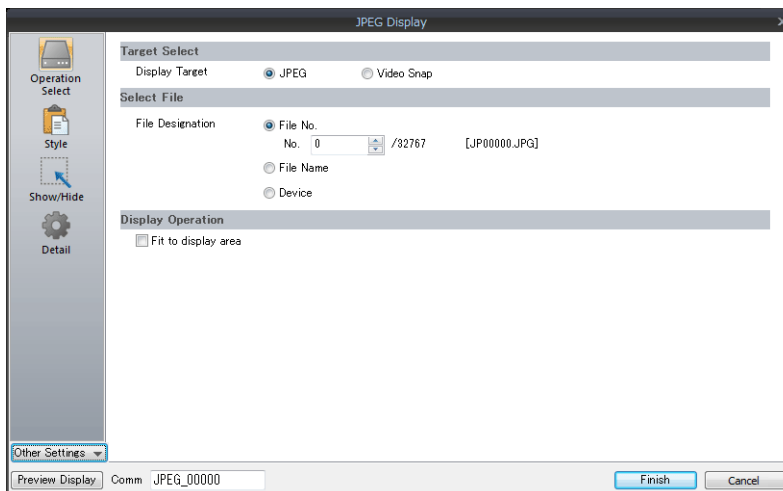 JPEG Display
Operation
Select
Style
Show/Hide
Detail
Other Settings
Target Select
Display Target JPEG Video Snap
Select File
File Designation File No.
No. 0 /32767 [JP00000.JPG]
File Name
Device
Display Operation
Fit to display area
Preview Display Comm JPEG_00000 Finish Cancel